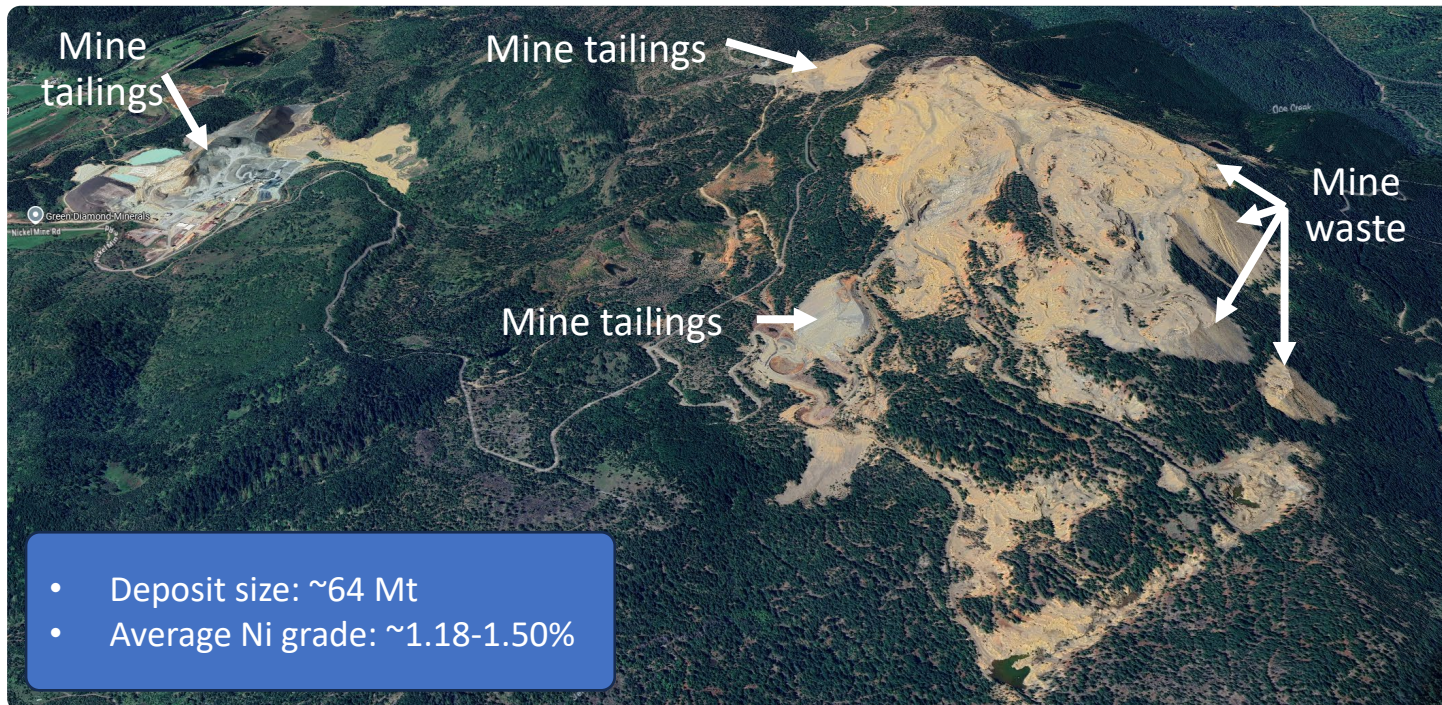 Mine
tailings
Mine tailings
Mine
waste
Mine tailings
Green Diamond Minerals
Nickel Mine Rd
• Deposit size: ~64 Mt
• Average Ni grade: ~1.18-1.50%